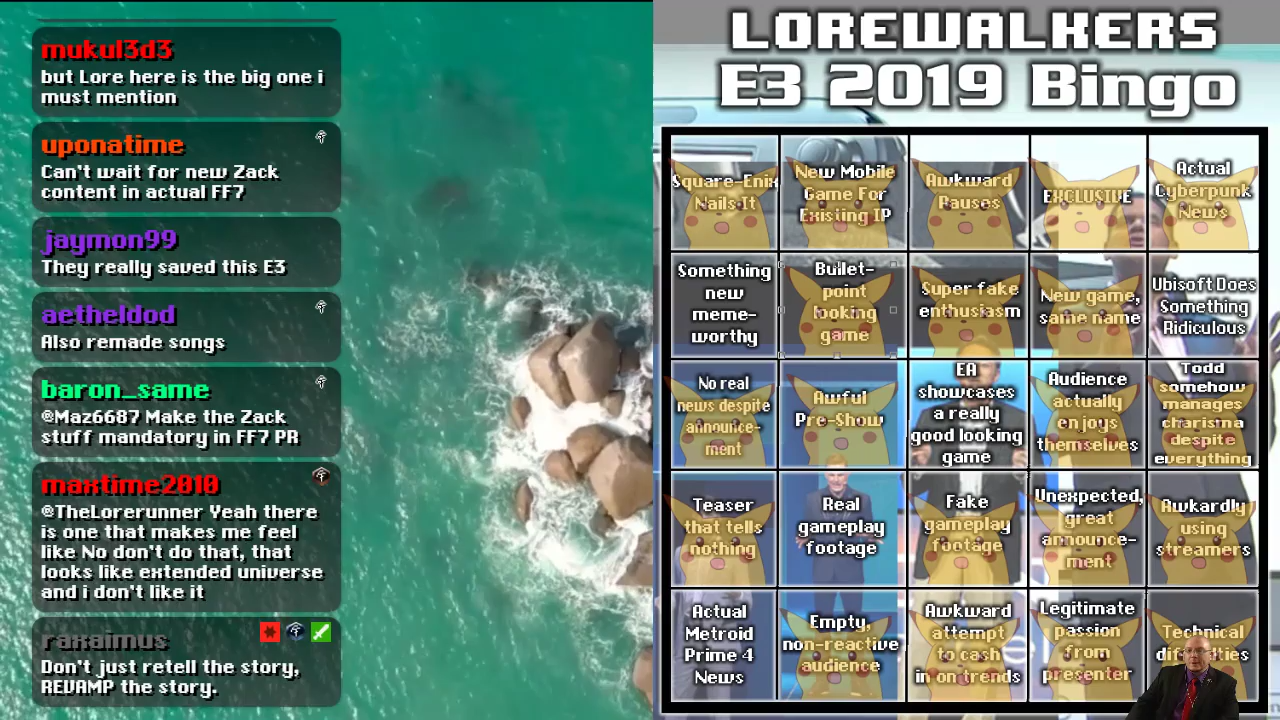 mukul3d3
but Lore here is the big one i
must mention
uponatime
Can't wait for new Zack
content in actual FF7
jaymon99
They really saved this E3
aetheldod
Also remade songs
baron_same
@Maz6687 Make the Zack
stuff mandatory in FF7 PR
maxtime2010
@TheLorerunner Yeah there
is one that makes me feel
like No don't do that, that
looks like extended universe
and i don't like it
raxaimus
Don't just retell the story,
REVAMP the story.
LOREWALKERS
E3 2019 Bingo
Square-Enix
Nails It
New Mobile
Game For
Existing IP
Awkward
Pauses
EXCLUSIVE
Actual
Cyberpunk
News
Something
new
meme-
worthy
Bullet-
point
looking
game
Super fake
enthusiasm
New game,
same name
Ubisoft Does
Something
Ridiculous
No real
news despite
announce-
ment
Awful
Pre-Show
EA
showcases
a really
good looking
game
Audience
actually
enjoys
themselves
Todd
somehow
manages
charisma
despite
everything
Teaser
that tells
nothing
Real
gameplay
footage
Fake
gameplay
footage
Unexpected,
great
announce-
ment
Awkardly
using
streamers
Actual
Metroid
Prime 4
News
Empty,
non-reactive
audience
Awkward
attempt
to cash
in on trends
Legitimate
passion
from
presenter
Technical
difficulties